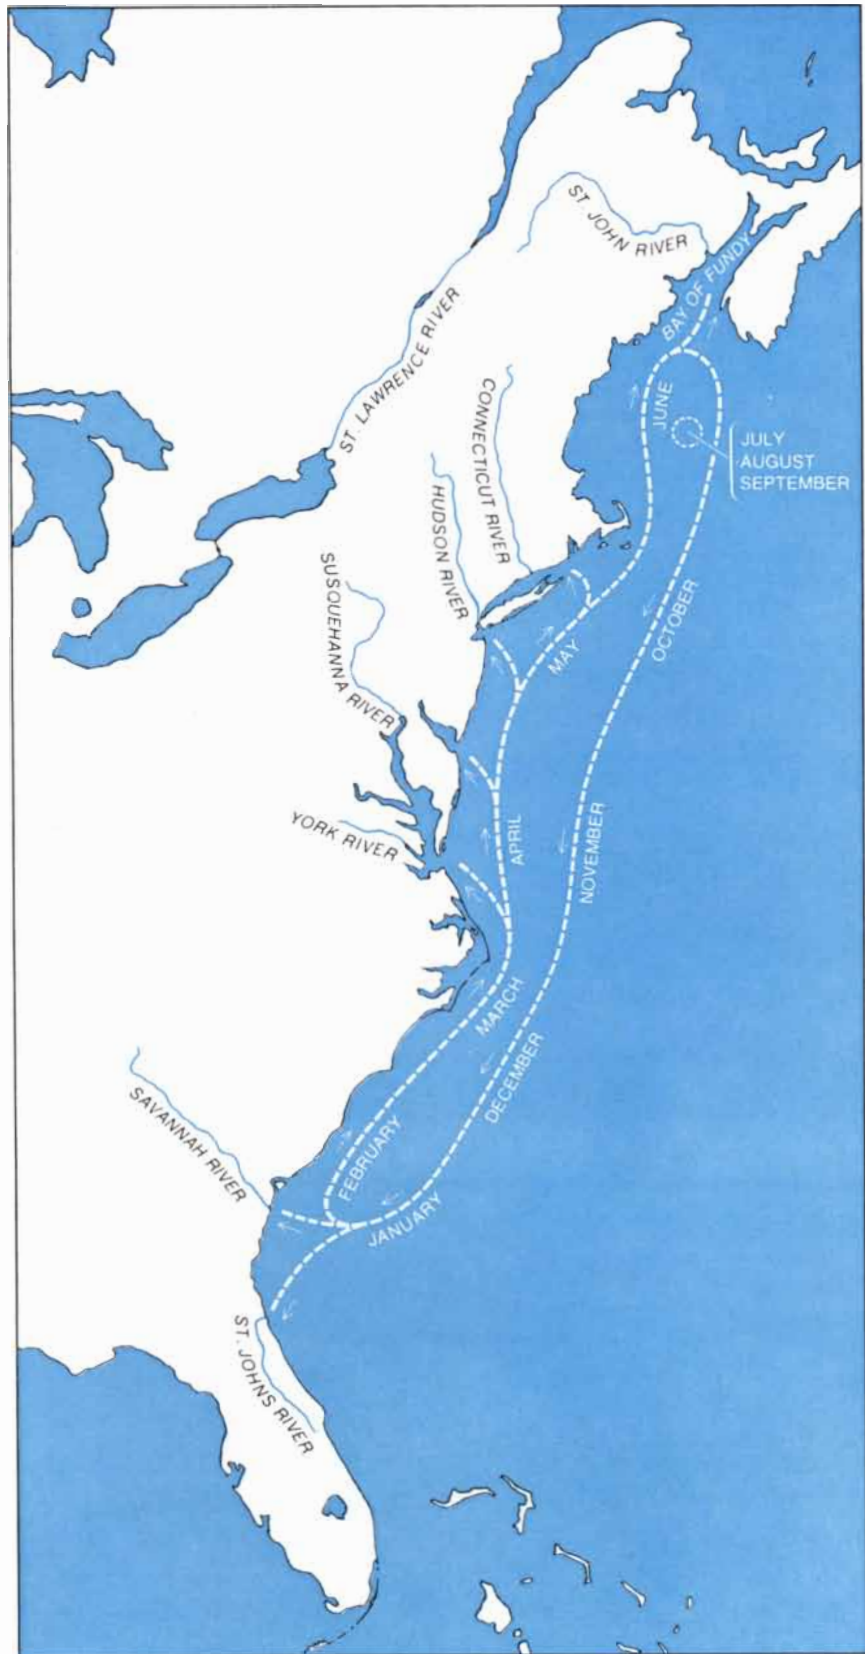 ST. JOHN RIVER
BAY OF FUNDY
ST. LAWRENCE RIVER
CONNECTICUT RIVER
JUNE
JULY
AUGUST
SEPTEMBER
HUDSON RIVER
SUSQUEHANNA RIVER
OCTOBER
MAY
YORK RIVER
APRIL
NOVEMBER
MARCH
DECEMBER
SAVANNAH RIVER
FEBRUARY
JANUARY
ST. JOHNS RIVER